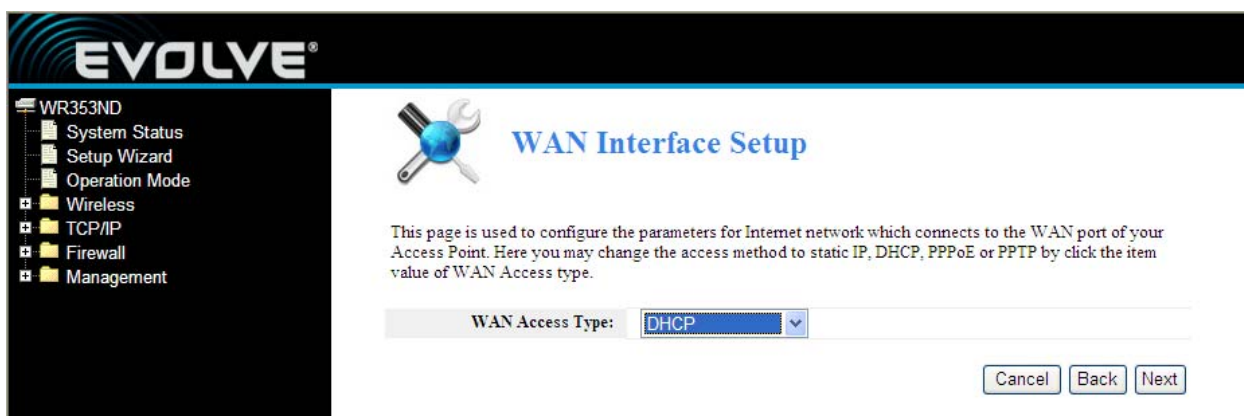 EVOLVE®
WR353ND
System Status
Setup Wizard
Operation Mode
Wireless
TCP/IP
Firewall
Management
WAN Interface Setup
This page is used to configure the parameters for Internet network which connects to the WAN port of your
Access Point. Here you may change the access method to static IP, DHCP, PPPoE or PPTP by click the item
value of WAN Access type.
WAN Access Type: DHCP
Cancel Back Next